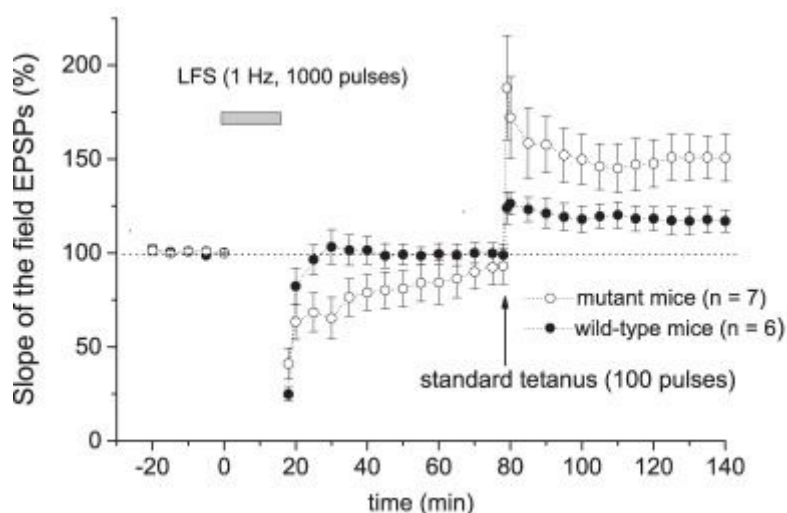 Slope of the field EPSPs (%)
200
150
100
50
0
LFS (1 Hz, 1000 pulses)
mutant mice (n = 7)
wild-type mice (n = 6)
standard tetanus (100 pulses)
-20 0 20 40 60 80 100 120 140
time (min)